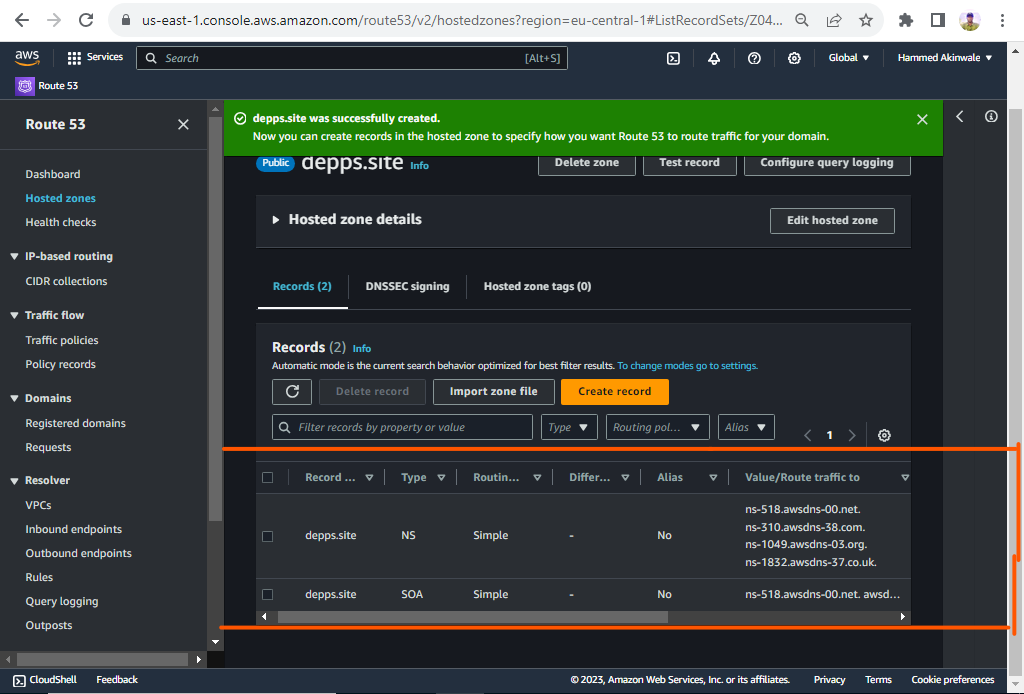 us-east-1.console.aws.amazon.com/route53/v2/hostedzones?region=eu-central-1#ListRecordSets/Z04...
aws
Services
Search
[Alt+S]
Global
Hammed Akinwale
Route 53
Route 53
Dashboard
Hosted zones
Health checks
IP-based routing
CIDR collections
Traffic flow
Traffic policies
Policy records
Domains
Registered domains
Requests
Resolver
VPCs
Inbound endpoints
Outbound endpoints
Rules
Query logging
Outposts
depps.site was successfully created.
Now you can create records in the hosted zone to specify how you want Route 53 to route traffic for your domain.
Public depps.site Info
Delete zone
Test record
Configure query logging
Hosted zone details
Edit hosted zone
Records (2)
DNSSEC signing
Hosted zone tags (0)
Records (2) Info
Automatic mode is the current search behavior optimized for best filter results. To change modes go to settings.
Delete record
Import zone file
Create record
Filter records by property or value
Type
Routing pol...
Alias
1
Record ... Type Routin... Differ... Alias Value/Route traffic to
ns-518.awsdns-00.net.
ns-310.awsdns-38.com.
depps.site NS Simple - No
ns-1049.awsdns-03.org.
ns-1832.awsdns-37.co.uk.
depps.site SOA Simple - No ns-518.awsdns-00.net. awsd...
CloudShell
Feedback
© 2023, Amazon Web Services, Inc. or its affiliates.
Privacy
Terms
Cookie preferences